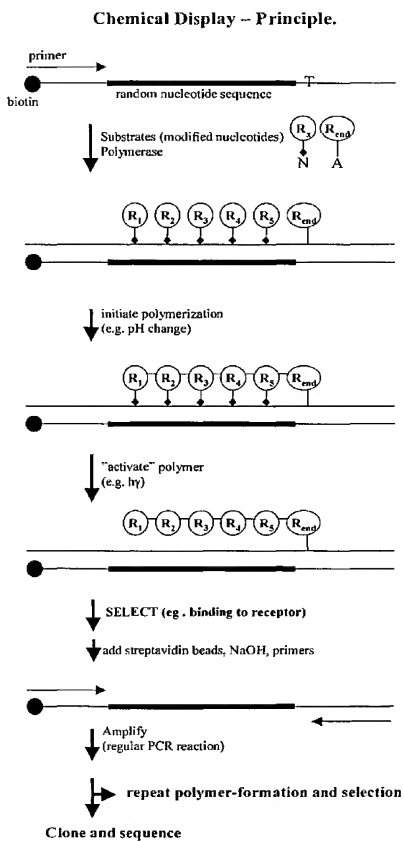 Chemical Display – Principle.
primer
T
random nucleotide sequence
biotin
Substrates (modified nucleotides)
Polymerase
R₃ Rend
N A
R₁ R₂ R₃ R₄ R₅ Rend
initiate polymerization
(e.g. pH change)
R₁ R₂ R₃ R₄ R₅ Rend
"activate" polymer
(e.g. hγ)
R₁ R₂ R₃ R₄ R₅ Rend
SELECT (eg . binding to receptor)
add streptavidin beads, NaOH, primers
Amplify
(regular PCR reaction)
repeat polymer-formation and selection
Clone and sequence